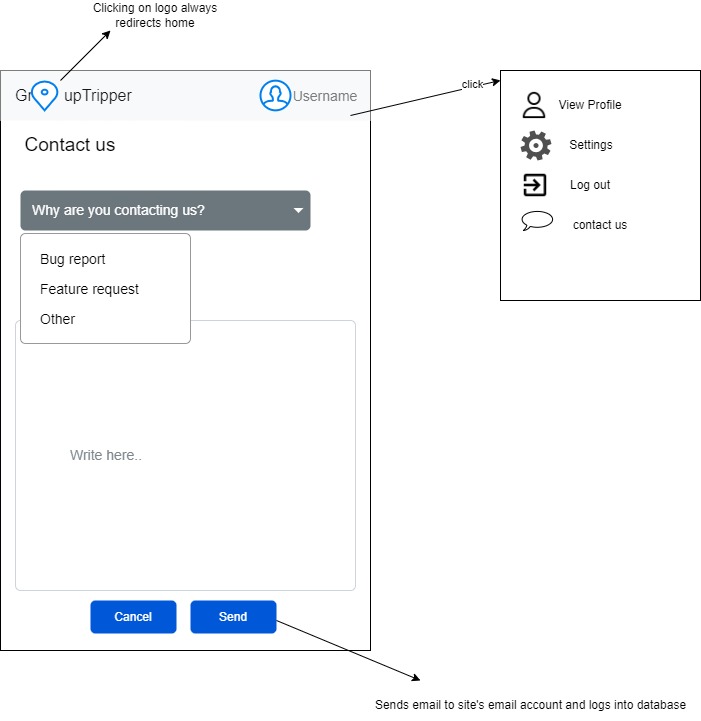 Clicking on logo always
redirects home
GrupTripper
Username
click
View Profile
Settings
Log out
contact us
Contact us
Why are you contacting us?
Bug report
Feature request
Other
Write here..
Cancel
Send
Sends email to site's email account and logs into database